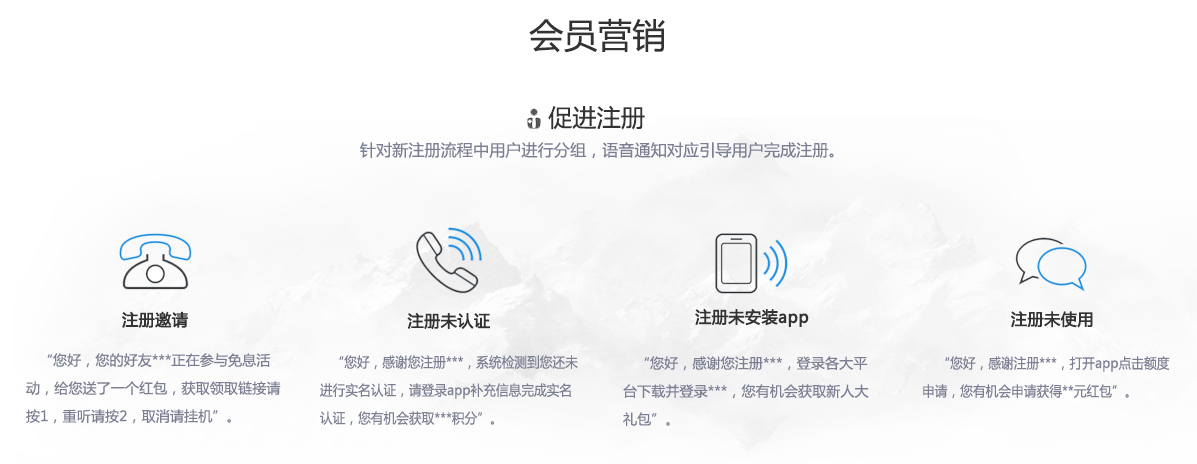 会员营销
促进注册
针对新注册流程中用户进行分组，语音通知对应引导用户完成注册。
注册邀请
“您好，您的好友***正在参与免息活
动，给您送了一个红包，获取领取链接请
按1，重听请按2，取消请挂机”。
注册未认证
“您好，感谢您注册***，系统检测到您还未
进行实名认证，请登录app补充信息完成实名
认证，您有机会获取***积分”。
注册未安装app
“您好，感谢您注册***，登录各大平
台下载并登录***，您有机会获取新人大
礼包”。
注册未使用
“您好，感谢注册***，打开app点击额度
申请，您有机会申请获得**元红包”。